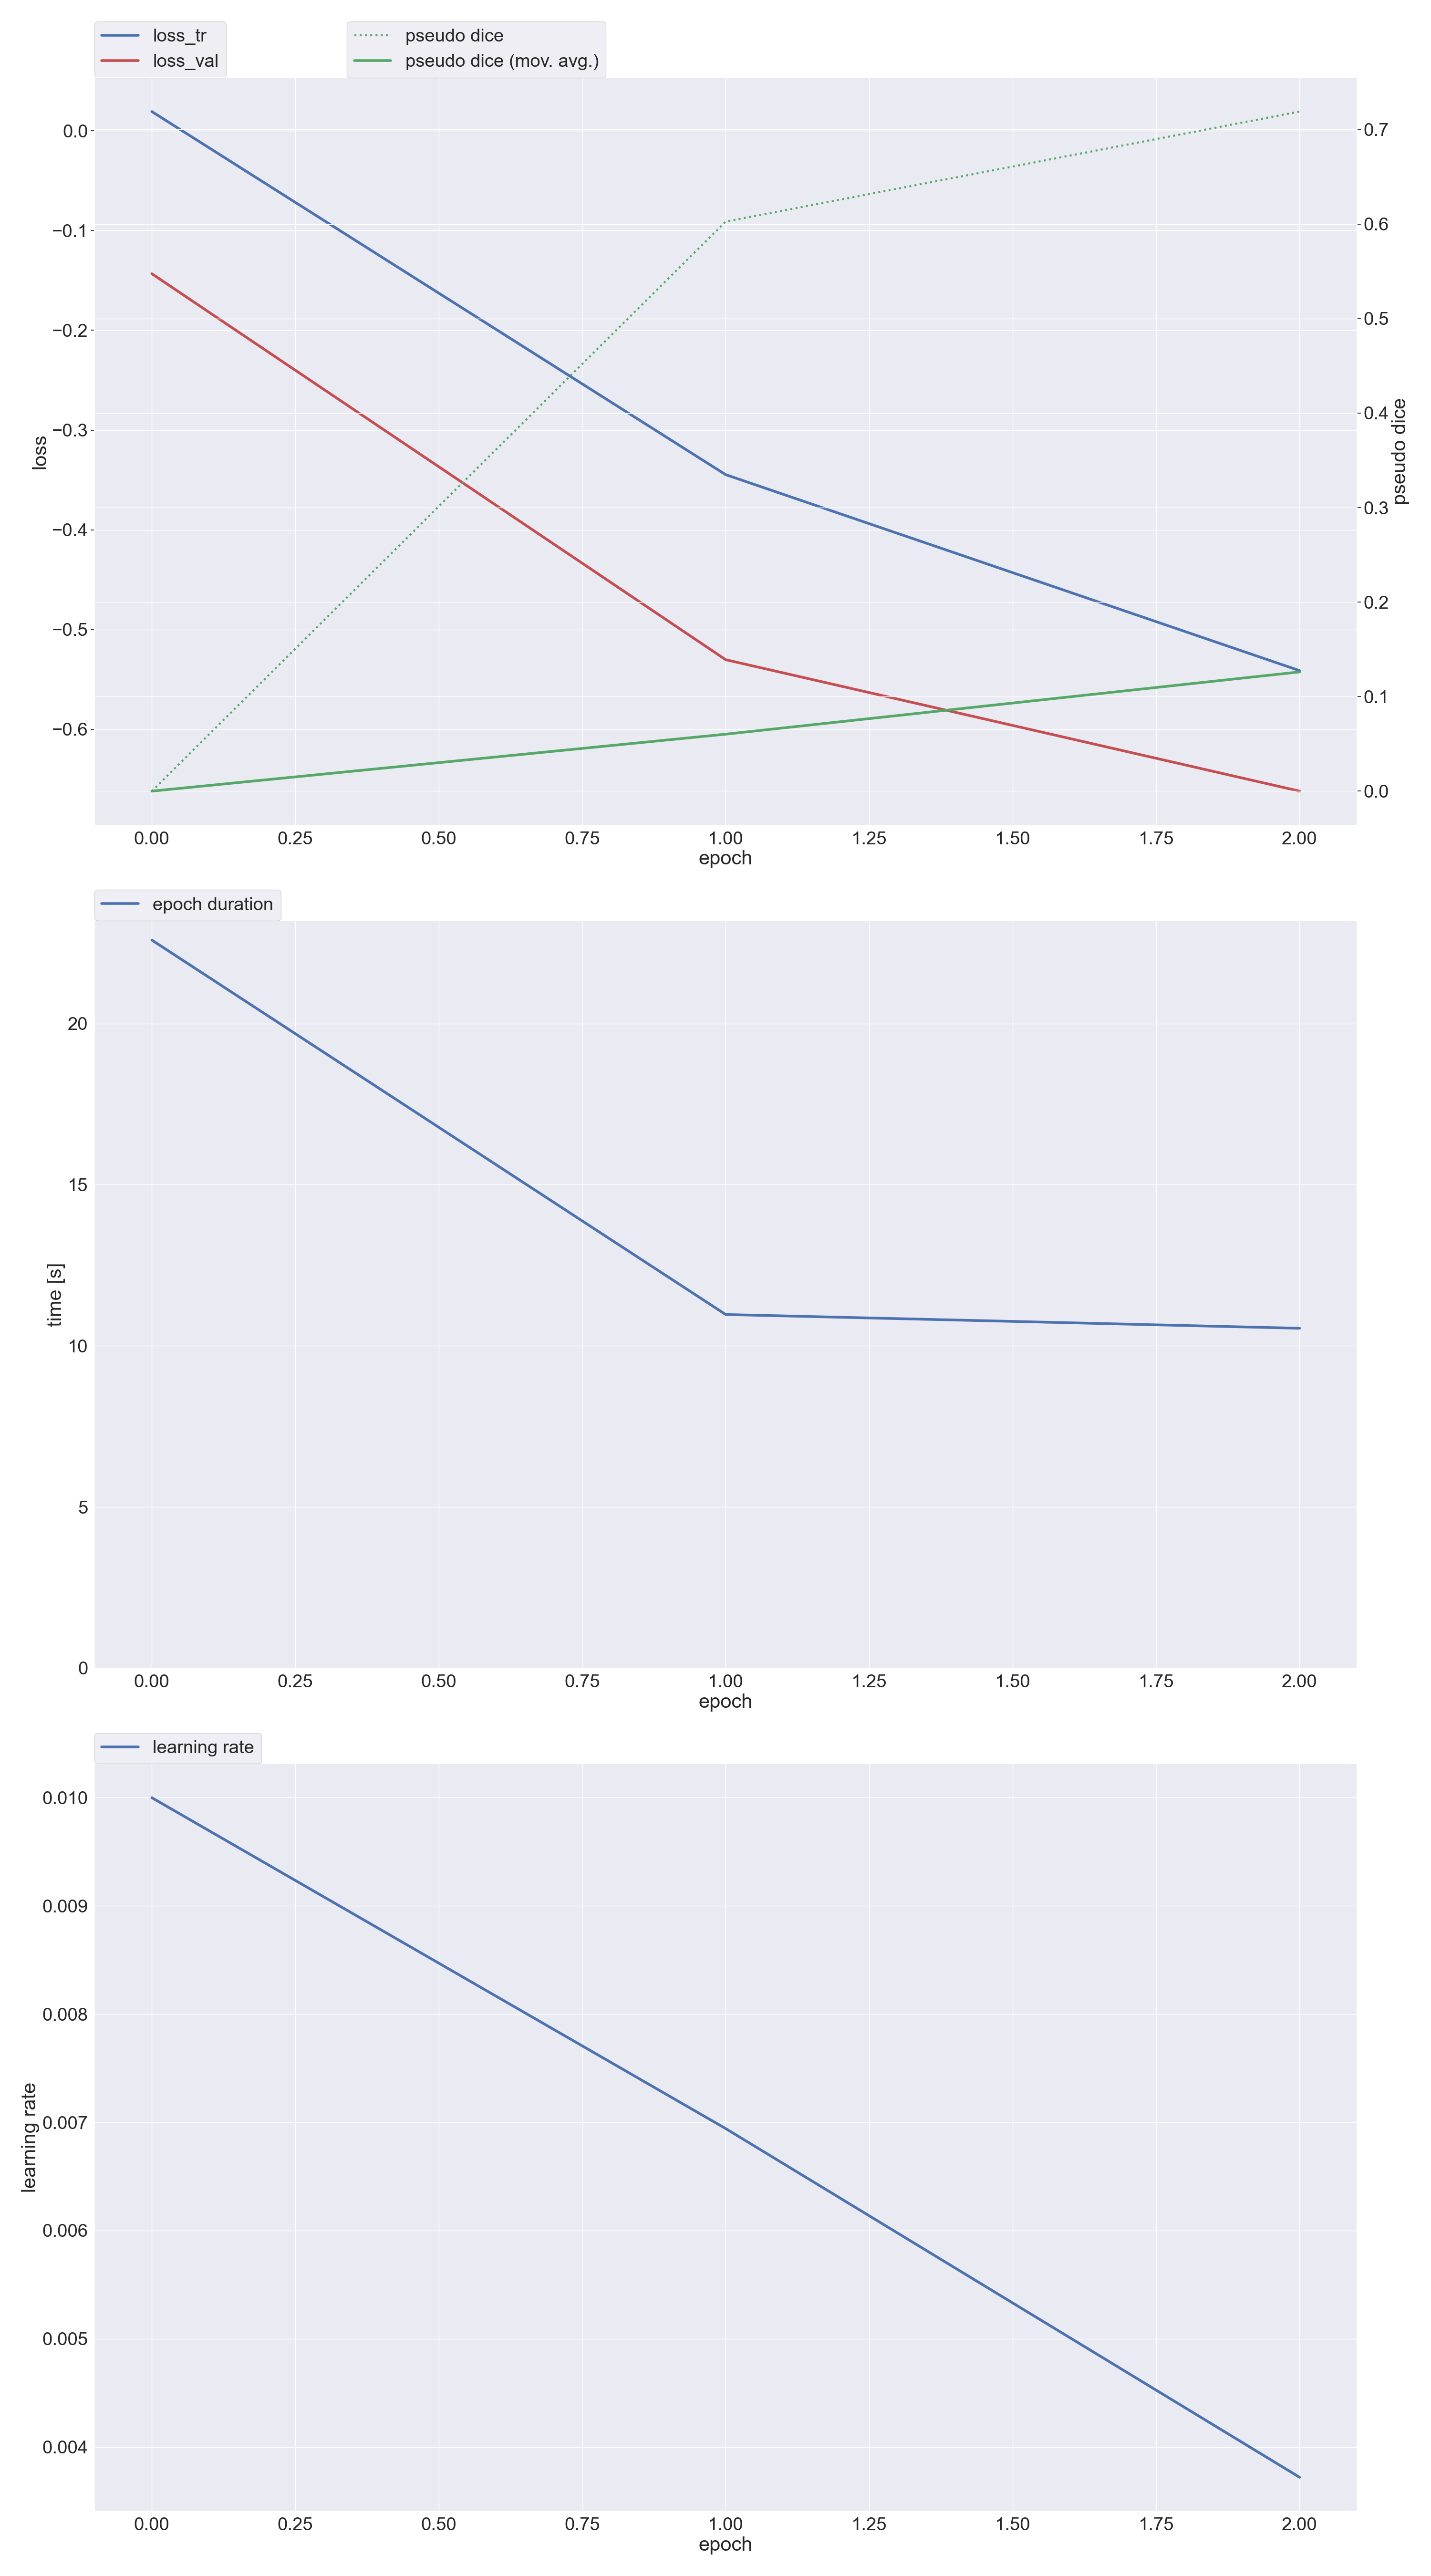 loss_tr
loss_val
pseudo dice
pseudo dice (mov. avg.)
0.0
−0.1
−0.2
−0.3
−0.4
−0.5
−0.6
loss
0.7
0.6
0.5
0.4
0.3
0.2
0.1
0.0
pseudo dice
0.00 0.25 0.50 0.75 1.00 1.25 1.50 1.75 2.00
epoch
epoch duration
20
15
10
5
0
time [s]
0.00 0.25 0.50 0.75 1.00 1.25 1.50 1.75 2.00
epoch
learning rate
0.010
0.009
0.008
0.007
0.006
0.005
0.004
learning rate
0.00 0.25 0.50 0.75 1.00 1.25 1.50 1.75 2.00
epoch